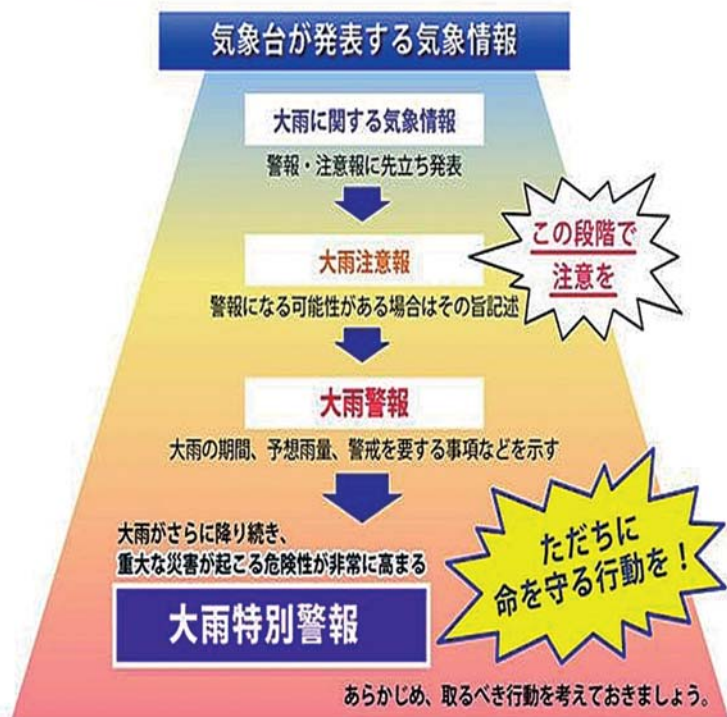 気象台が発表する気象情報
大雨に関する気象情報
警報・注意報に先立ち発表
大雨注意報
この段階で
注意を
警報になる可能性がある場合はその旨記述
大雨警報
大雨の期間、予想雨量、警戒を要する事項などを示す
大雨がさらに降り続き、
重大な災害が起こる危険性が非常に高まる
ただちに
命を守る行動を！
大雨特別警報
あらかじめ、取るべき行動を考えておきましょう。